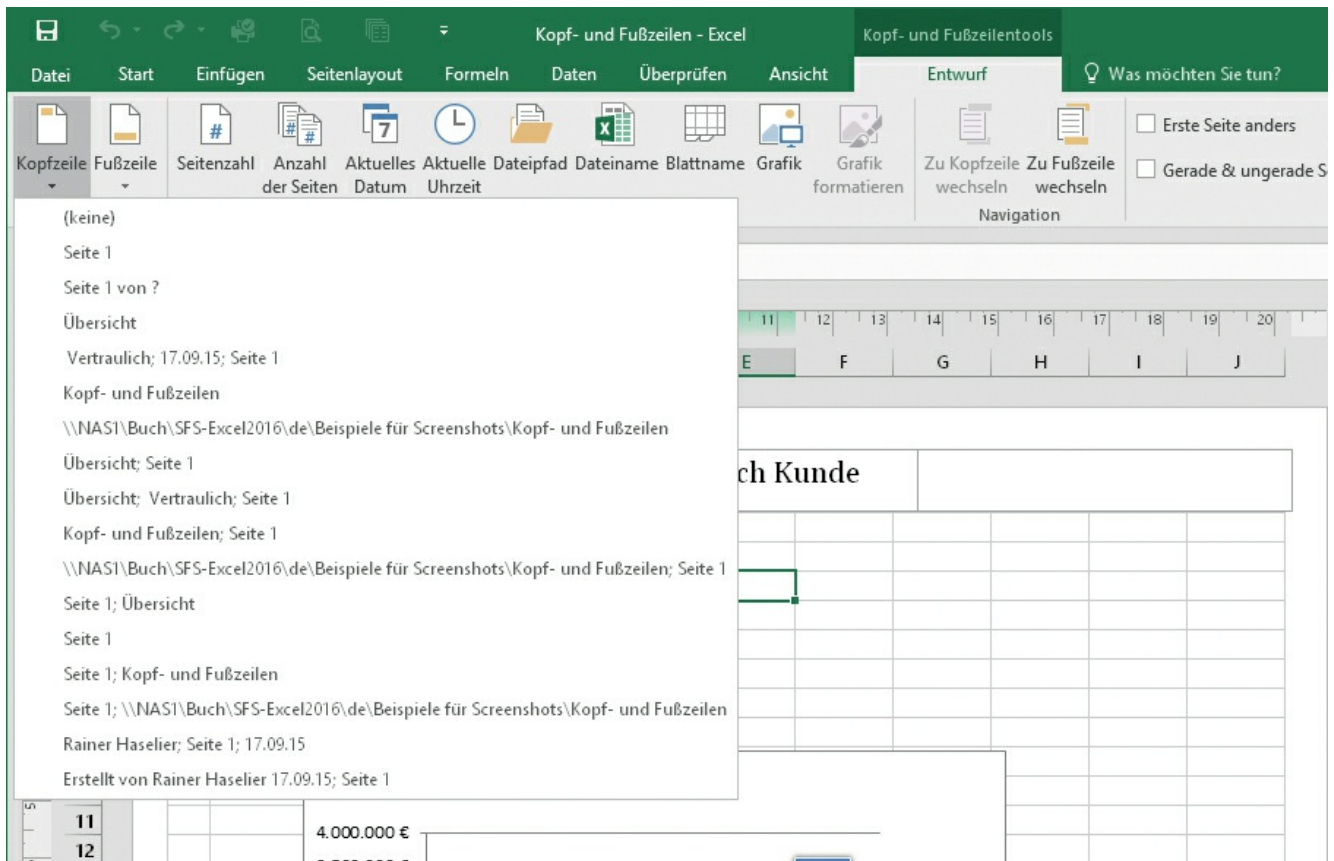 Kopf- und Fußzeilen - Excel
Kopf- und Fußzeilentools
Datei Start Einfügen Seitenlayout Formeln Daten Überprüfen Ansicht Entwurf Was möchten Sie tun?
Kopfzeile Fußzeile Seitenzahl Anzahl der Seiten Aktuelles Datum Aktuelle Uhrzeit Dateipfad Dateiname Blattname Grafik Grafik formatieren Zu Kopfzeile wechseln Zu Fußzeile wechseln
Erste Seite anders
Gerade & ungerade S
Navigation
(keine)
Seite 1
Seite 1 von ?
Übersicht
Vertraulich; 17.09.15; Seite 1
Kopf- und Fußzeilen
\\NAS1\Buch\SFS-Excel2016\de\Beispiele für Screenshots\Kopf- und Fußzeilen
Übersicht; Seite 1
Übersicht; Vertraulich; Seite 1
Kopf- und Fußzeilen; Seite 1
\\NAS1\Buch\SFS-Excel2016\de\Beispiele für Screenshots\Kopf- und Fußzeilen; Seite 1
Seite 1; Übersicht
Seite 1
Seite 1; Kopf- und Fußzeilen
Seite 1; \\NAS1\Buch\SFS-Excel2016\de\Beispiele für Screenshots\Kopf- und Fußzeilen
Rainer Haselier; Seite 1; 17.09.15
Erstellt von Rainer Haselier 17.09.15; Seite 1
11 12 13 14 15 16 17 18 19 20
E F G H I J
ch Kunde
11
12
4.000.000 €